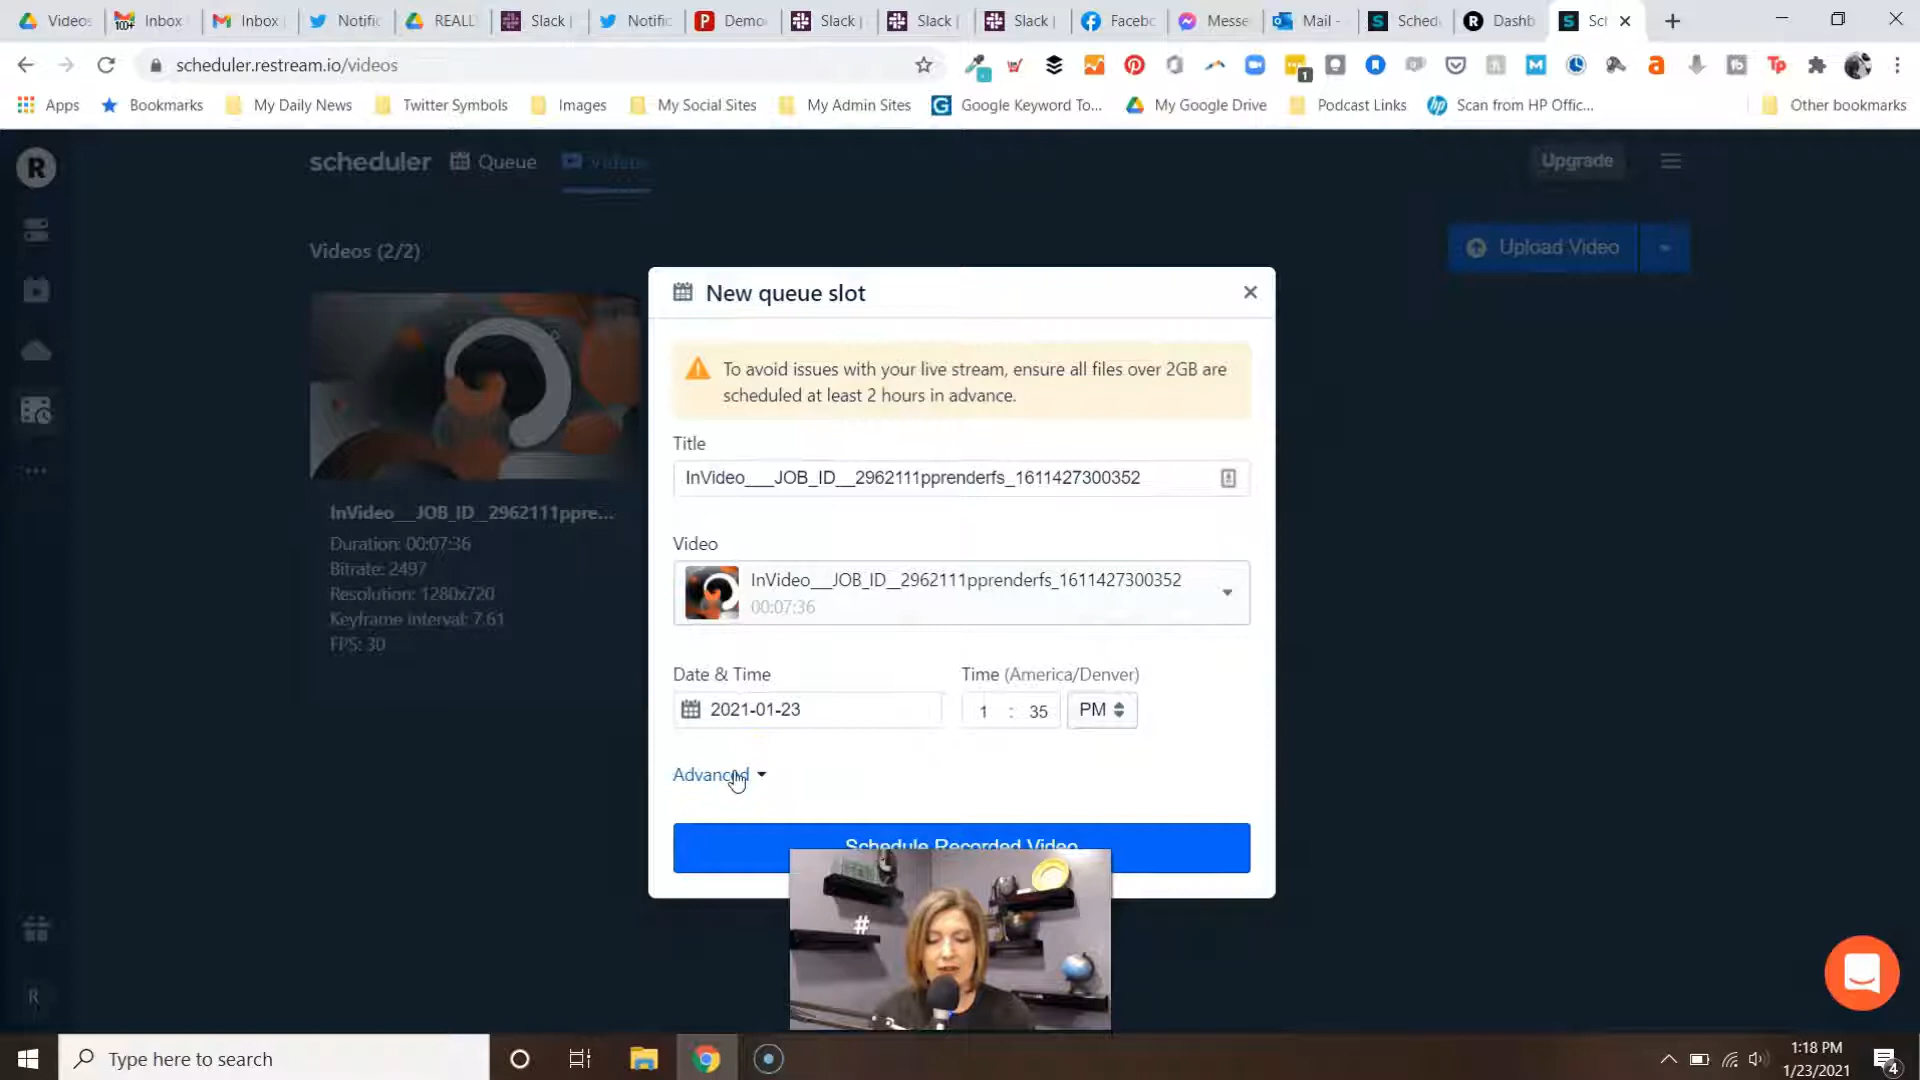 Videos
Inbox
Inbox
Notific
REALL
Slack |
Notific
Demo
Slack |
Slack |
Slack |
Facebo
Messe
Mail -
Sched
Dashb
Sch
scheduler.restream.io/videos
Apps
Bookmarks
My Daily News
Twitter Symbols
Images
My Social Sites
My Admin Sites
Google Keyword To...
My Google Drive
Podcast Links
Scan from HP Offic...
Other bookmarks
scheduler
Queue
Videos
Upgrade
Videos (2/2)
Upload Video
InVideo___JOB_ID__2962111ppre...
Duration: 00:07:36
Bitrate: 2497
Resolution: 1280x720
Keyframe interval: 7.61
FPS: 30
New queue slot
To avoid issues with your live stream, ensure all files over 2GB are
scheduled at least 2 hours in advance.
Title
InVideo___JOB_ID__2962111pprenderfs_1611427300352
Video
InVideo___JOB_ID__2962111pprenderfs_1611427300352
00:07:36
Date & Time
Time (America/Denver)
2021-01-23
1 : 35 PM
Advanced
Schedule Recorded Video
#
R
Type here to search
1:18 PM
1/23/2021
4